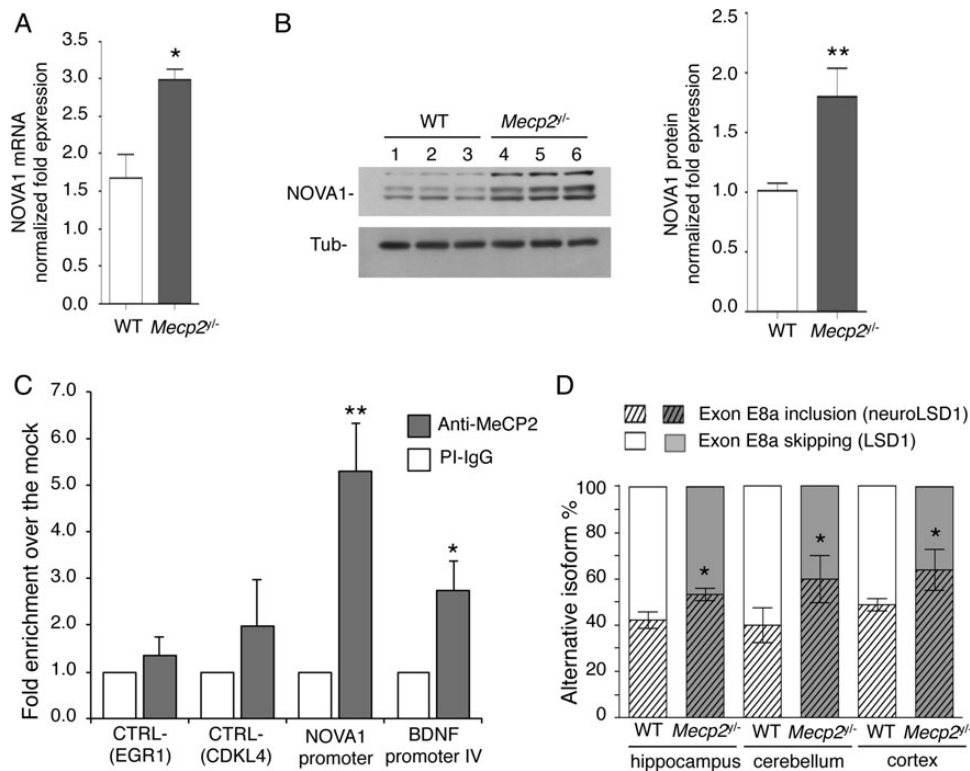 A
NOVA1 mRNA
normalized fold epxression
3.5
3.0
2.5
2.0
1.5
1.0
0.5
0.0
*
WT
Mecp2y/-
B
WT
Mecp2y/-
1 2 3 4 5 6
NOVA1-
Tub-
NOVA1 protein
normalized fold epxression
2.5
2.0
1.5
1.0
0.5
0.0
**
WT
Mecp2y/-
C
Fold enrichment over the mock
7.0
6.0
5.0
4.0
3.0
2.0
1.0
0.0
**
*
Anti-MeCP2
PI-IgG
CTRL-
(EGR1)
CTRL-
(CDKL4)
NOVA1
promoter
BDNF
promoter IV
D
Exon E8a inclusion (neuroLSD1)
Exon E8a skipping (LSD1)
Alternative isoform %
100
80
60
40
20
0
*
*
*
WT Mecp2y/- WT Mecp2y/- WT Mecp2y/-
hippocampus cerebellum cortex